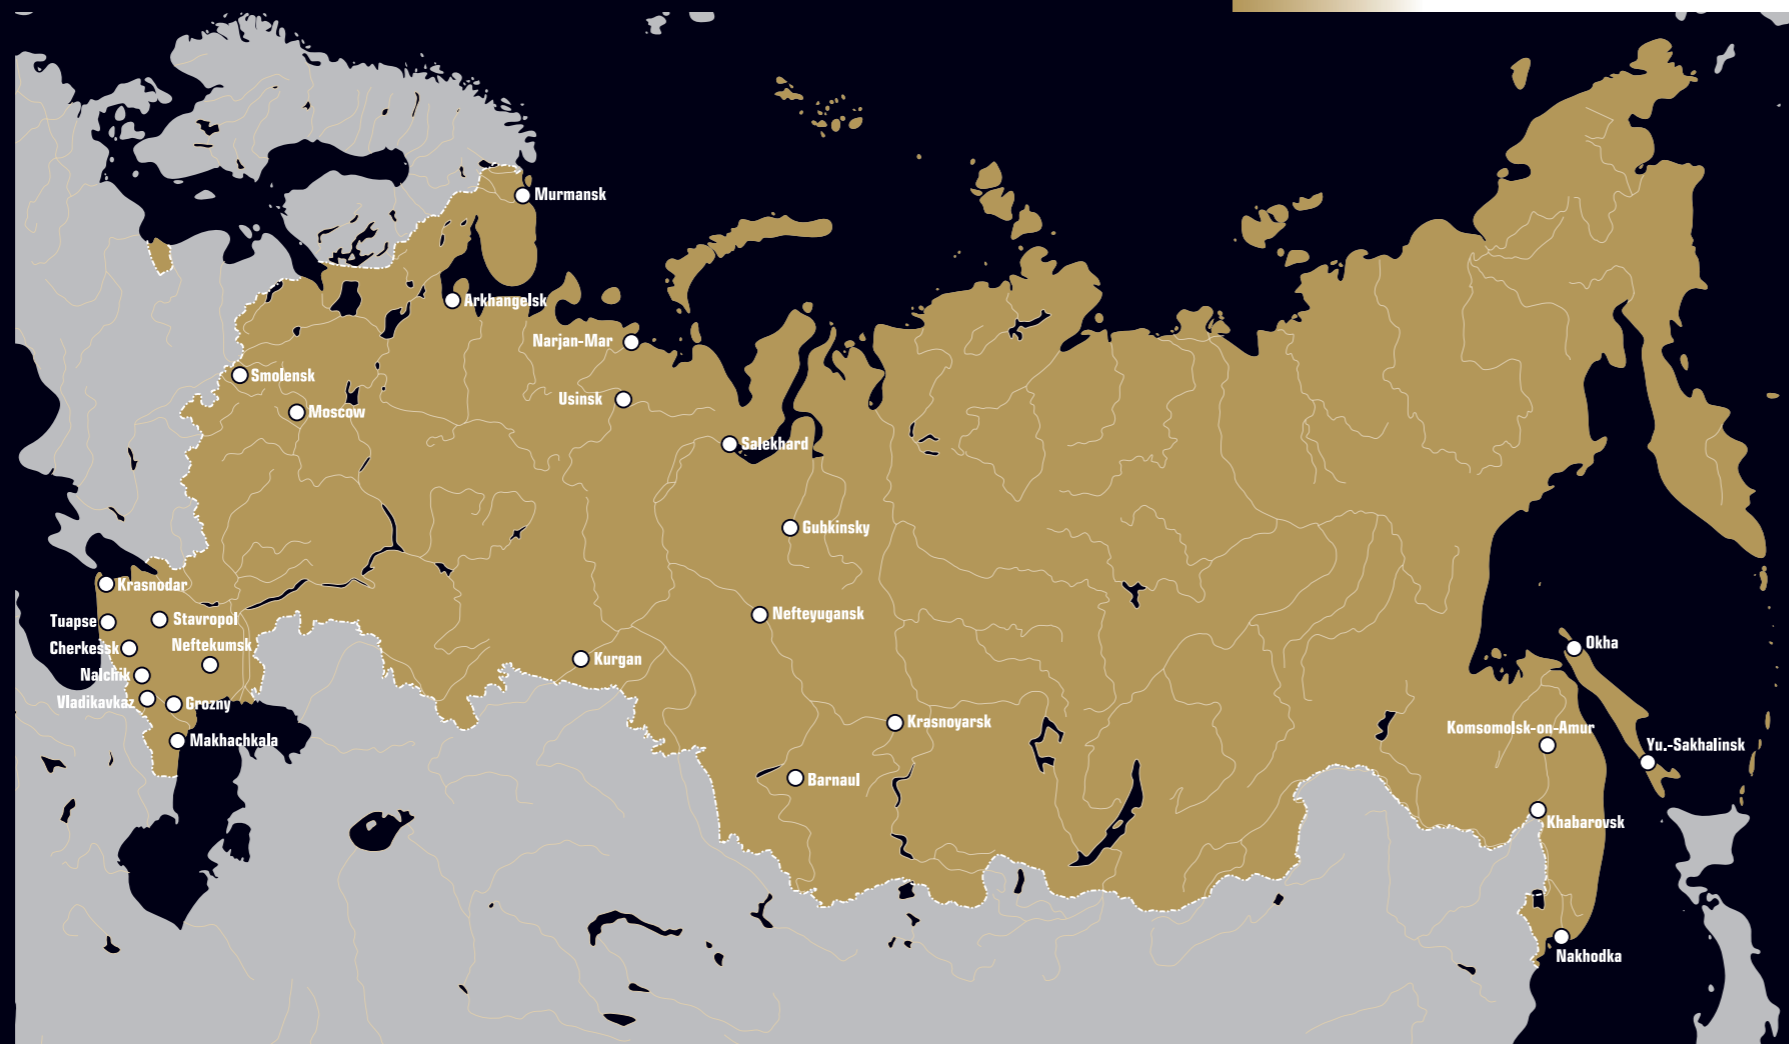 Murmansk
Arkhangelsk
Narjan-Mar
Smolensk
Usinsk
Moscow
Salekhard
Gubkinsky
Krasnodar
Nefteyugansk
Tuapse
Stavropol
Okha
Cherkessk
Neftekumsk
Kurgan
Nalchik
Vladikavkaz
Grozny
Krasnoyarsk
Komsomolsk-on-Amur
Makhachkala
Yu.-Sakhalinsk
Barnaul
Khabarovsk
Nakhodka